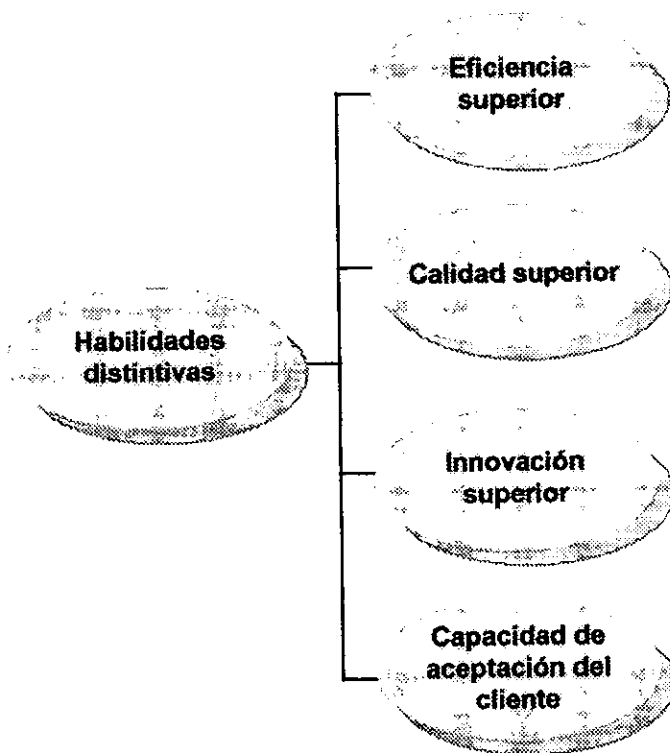 Eficiencia
superior
Calidad superior
Habilidades
distintivas
Innovación
superior
Capacidad de
aceptación del
cliente